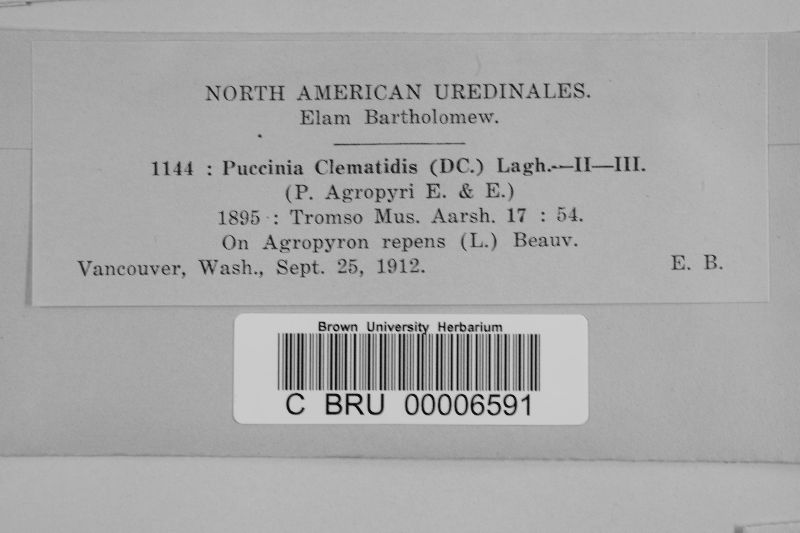 NORTH AMERICAN UREDINALES.
Elam Bartholomew.
1144 : Puccinia Clematidis (DC.) Lagh.—II—III.
(P. Agropyri E. & E.)
1895 : Tromso Mus. Aarsh. 17 : 54.
On Agropyron repens (L.) Beauv.
Vancouver, Wash., Sept. 25, 1912. E. B.
Brown University Herbarium
C BRU 00006591